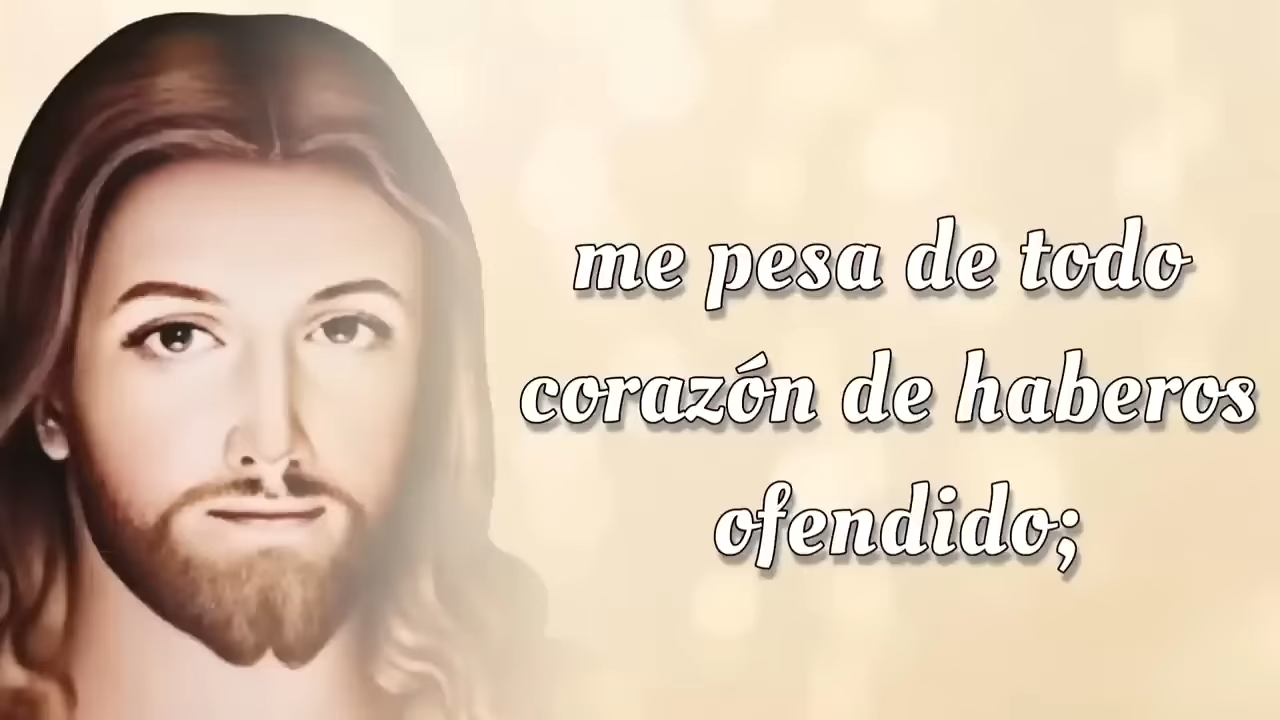 me pesa de todo
corazón de haberos
ofendido;